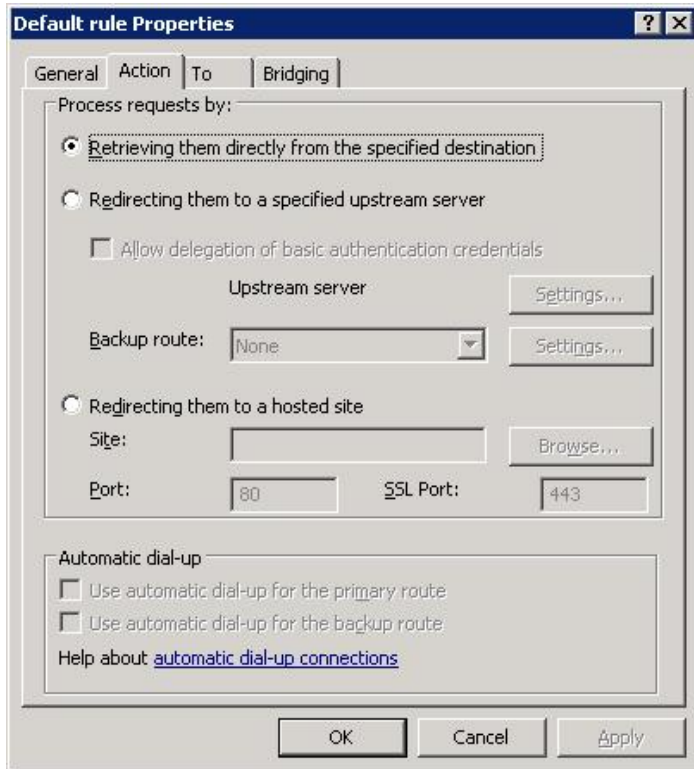 Default rule Properties
General Action To Bridging
Process requests by:
Retrieving them directly from the specified destination
Redirecting them to a specified upstream server
Allow delegation of basic authentication credentials
Upstream server Settings...
Backup route: None Settings...
Redirecting them to a hosted site
Site: Browse...
Port: 80 SSL Port: 443
Automatic dial-up
Use automatic dial-up for the primary route
Use automatic dial-up for the backup route
Help about automatic dial-up connections
OK Cancel Apply